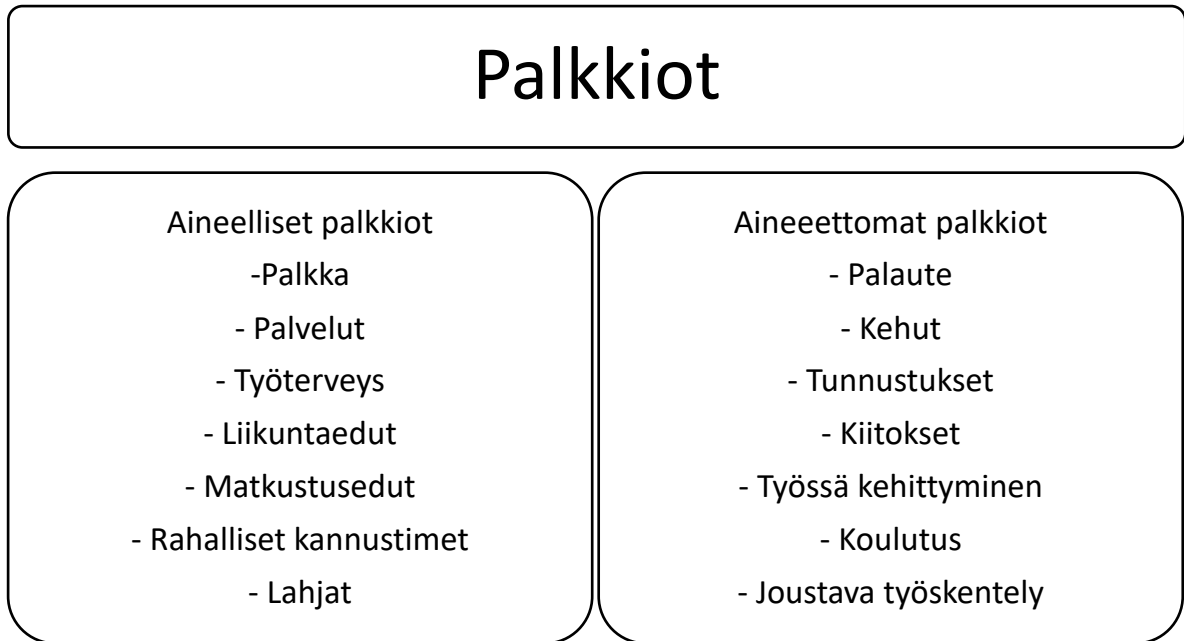 Palkkiot
Aineelliset palkkiot
-Palkka
- Palvelut
- Työterveys
- Liikuntaedut
- Matkustusedut
- Rahalliset kannustimet
- Lahjat
Aineeettomat palkkiot
- Palaute
- Kehut
- Tunnustukset
- Kiitokset
- Työssä kehittyminen
- Koulutus
- Joustava työskentely